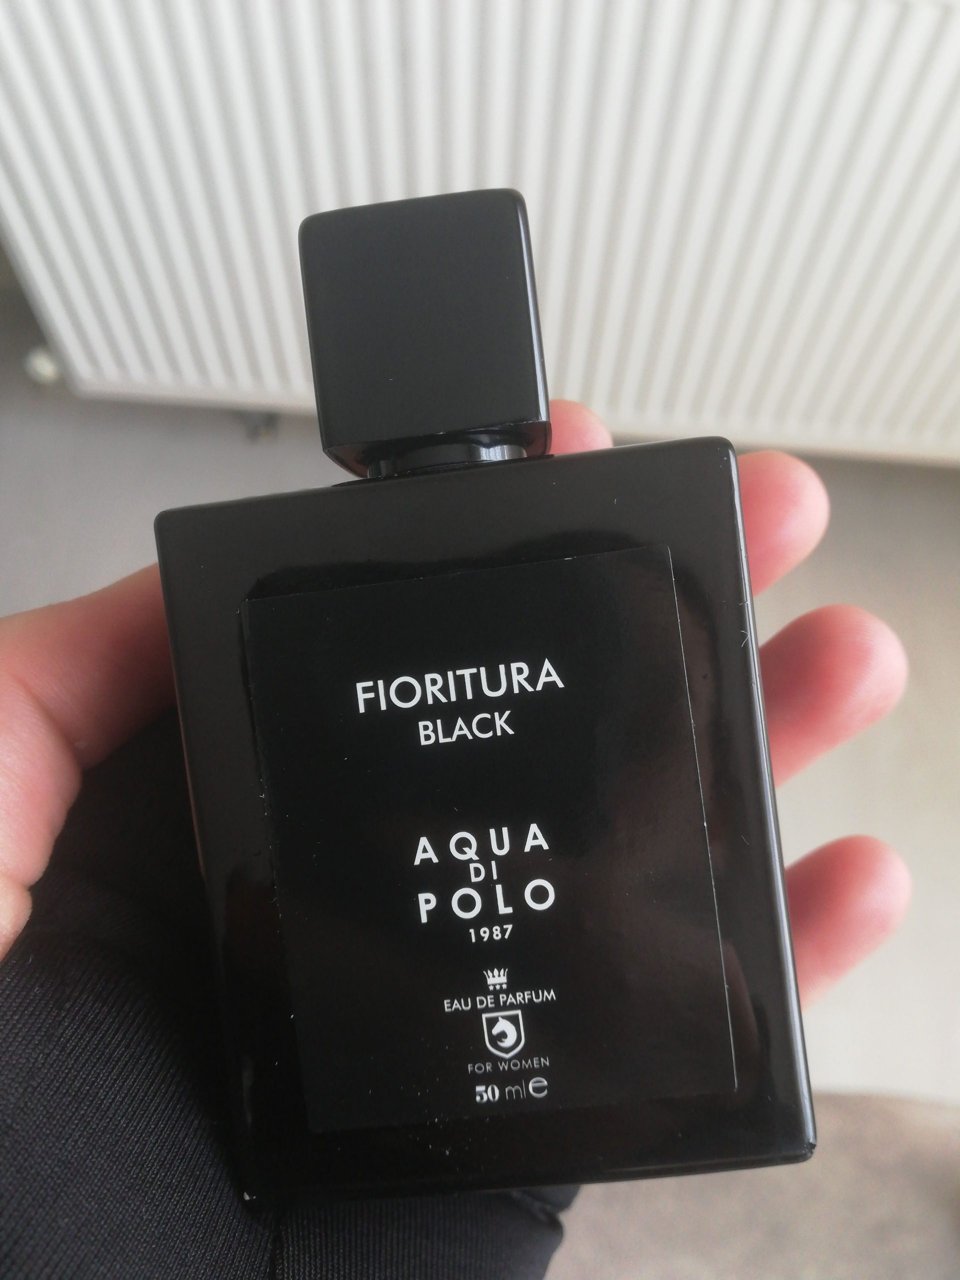 FIORITURA
BLACK
AQUA
DI
POLO
1987
EAU DE PARFUM
FOR WOMEN
50 ml e